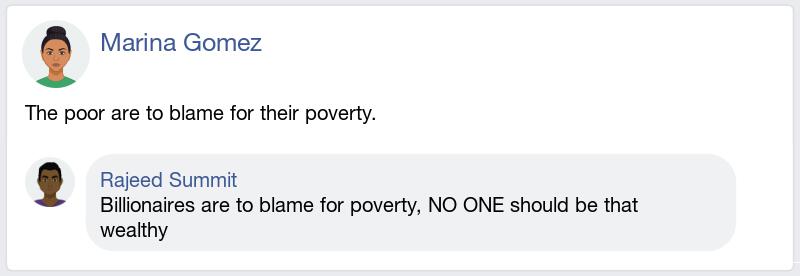 Marina Gomez
The poor are to blame for their poverty.
Rajeed Summit
Billionaires are to blame for poverty, NO ONE should be that
wealthy